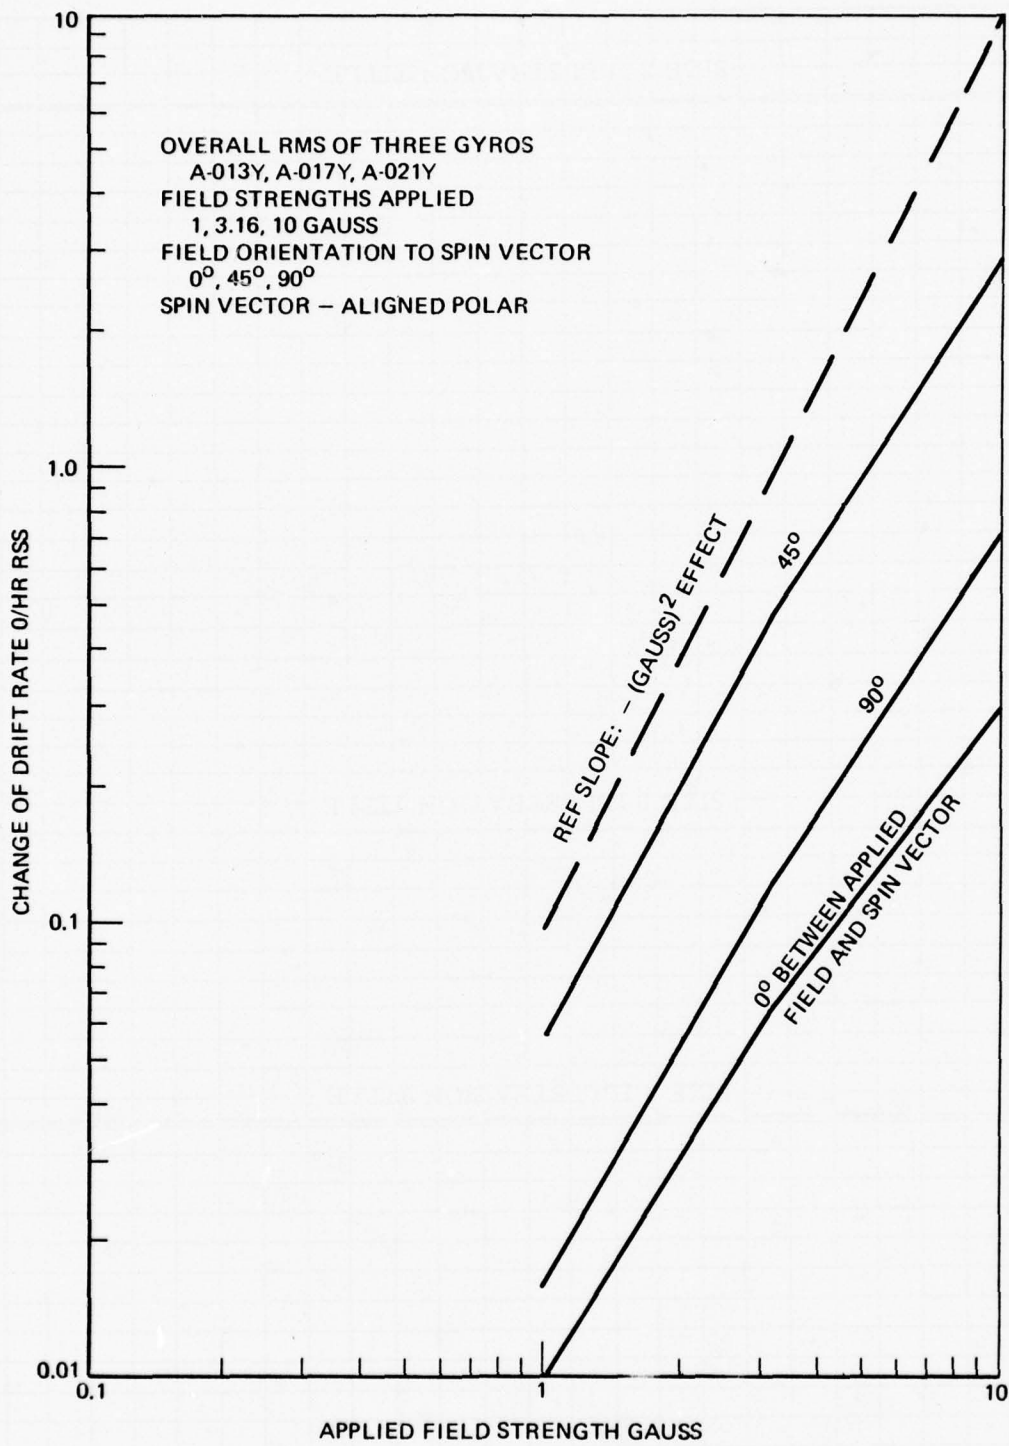 10
OVERALL RMS OF THREE GYROS
A-013Y, A-017Y, A-021Y
FIELD STRENGTHS APPLIED
1, 3.16, 10 GAUSS
FIELD ORIENTATION TO SPIN VECTOR
0°, 45°, 90°
SPIN VECTOR – ALIGNED POLAR
1.0
CHANGE OF DRIFT RATE 0/HR RSS
REF SLOPE: – (GAUSS)² EFFECT
45°
90°
0° BETWEEN APPLIED
FIELD AND SPIN VECTOR
0.1
0.01
0.1
1
10
APPLIED FIELD STRENGTH GAUSS